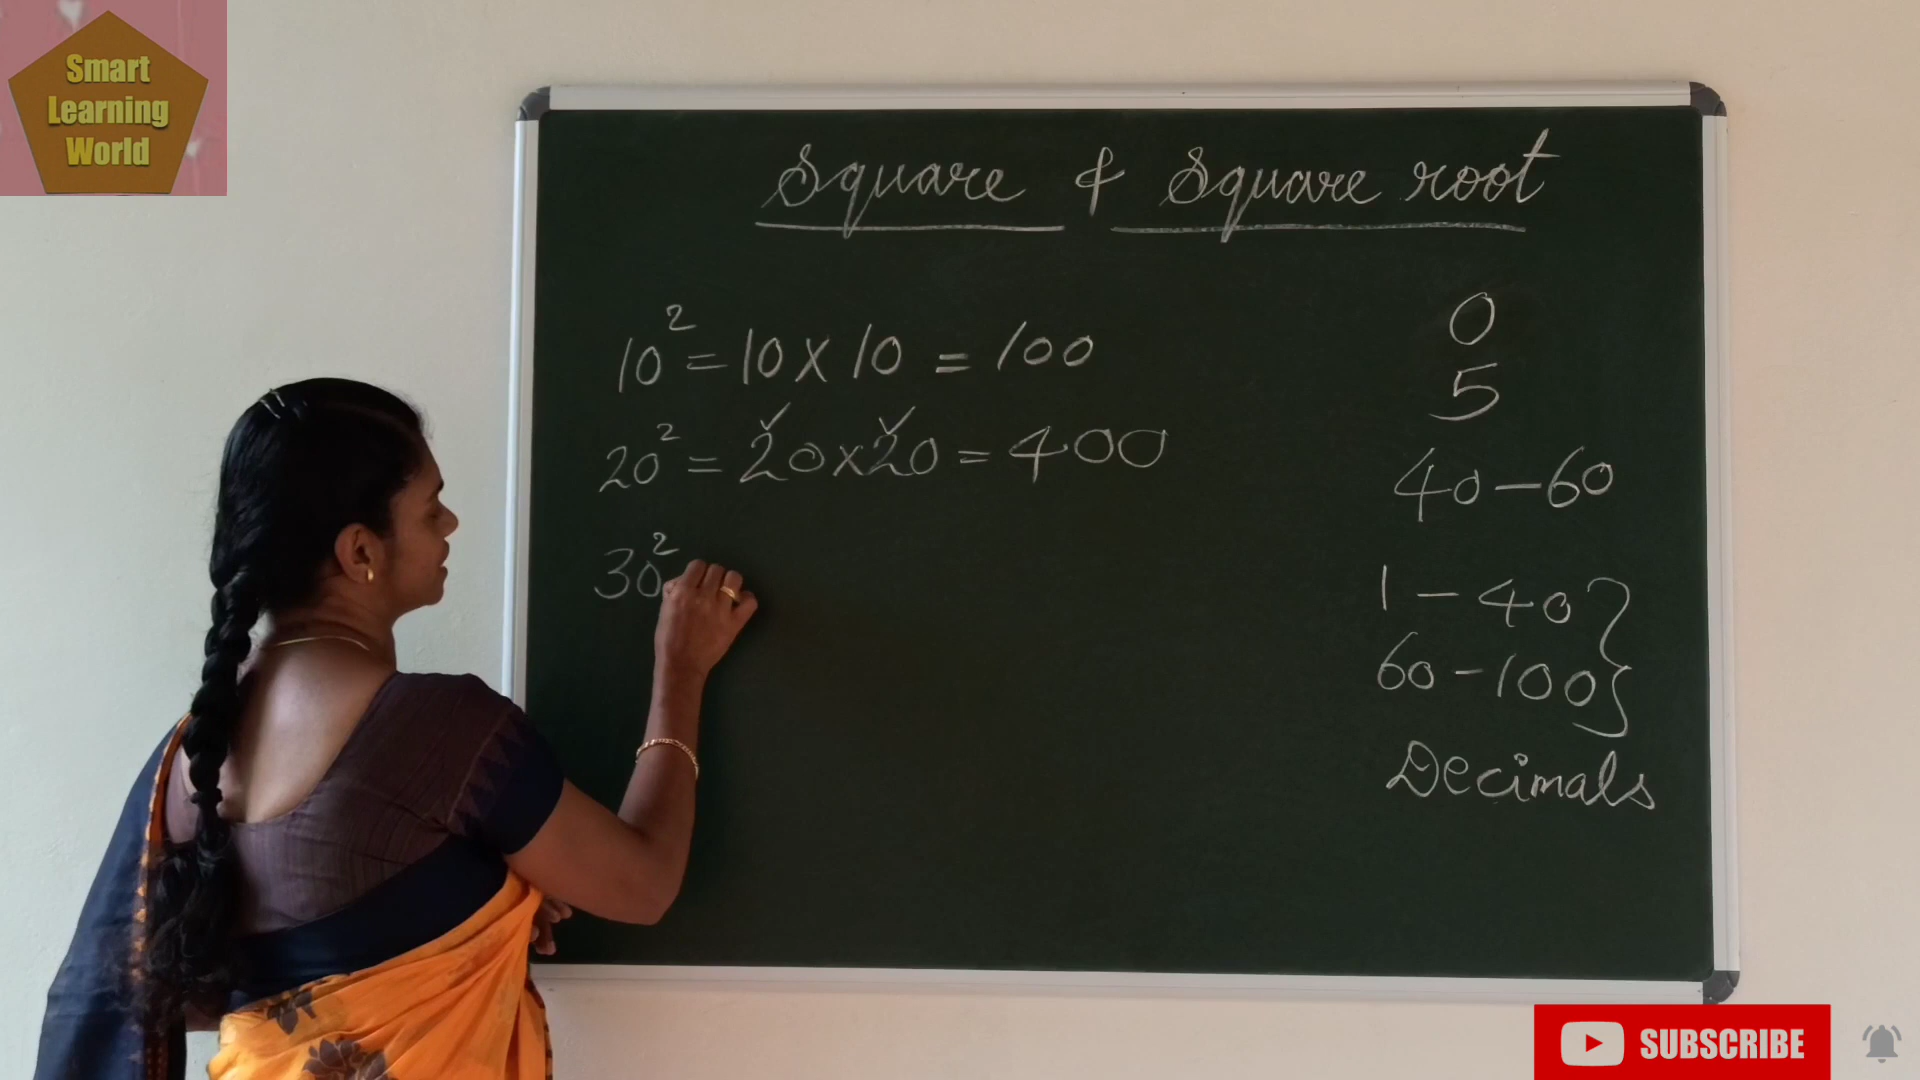 Smart
Learning
World
Square & Square root
10² = 10 x 10 = 100
20² = 20 x 20 = 400
30²
0
5
40 – 60
1 – 40 }
60 – 100 }
Decimals
SUBSCRIBE